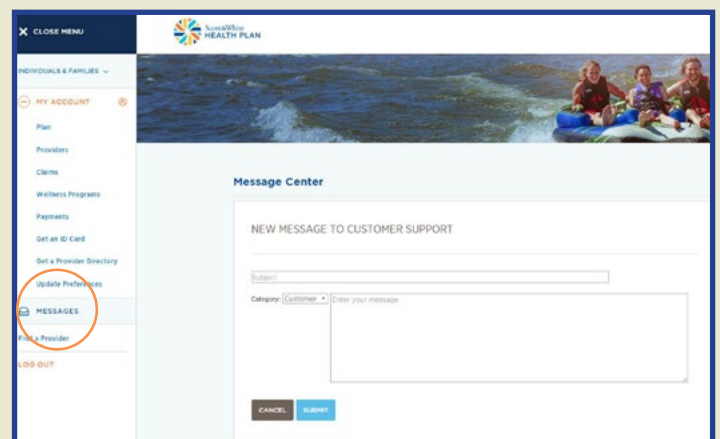 CLOSE MENU
Scott&White
HEALTH PLAN
INDIVIDUALS & FAMILIES
MY ACCOUNT
Plan
Providers
Claims
Wellness Programs
Payments
Get an ID Card
Get a Provider Directory
Update Preferences
MESSAGES
Find a Provider
LOG OUT
Message Center
NEW MESSAGE TO CUSTOMER SUPPORT
Subject
Category: Customer Enter your message
CANCEL SUBMIT